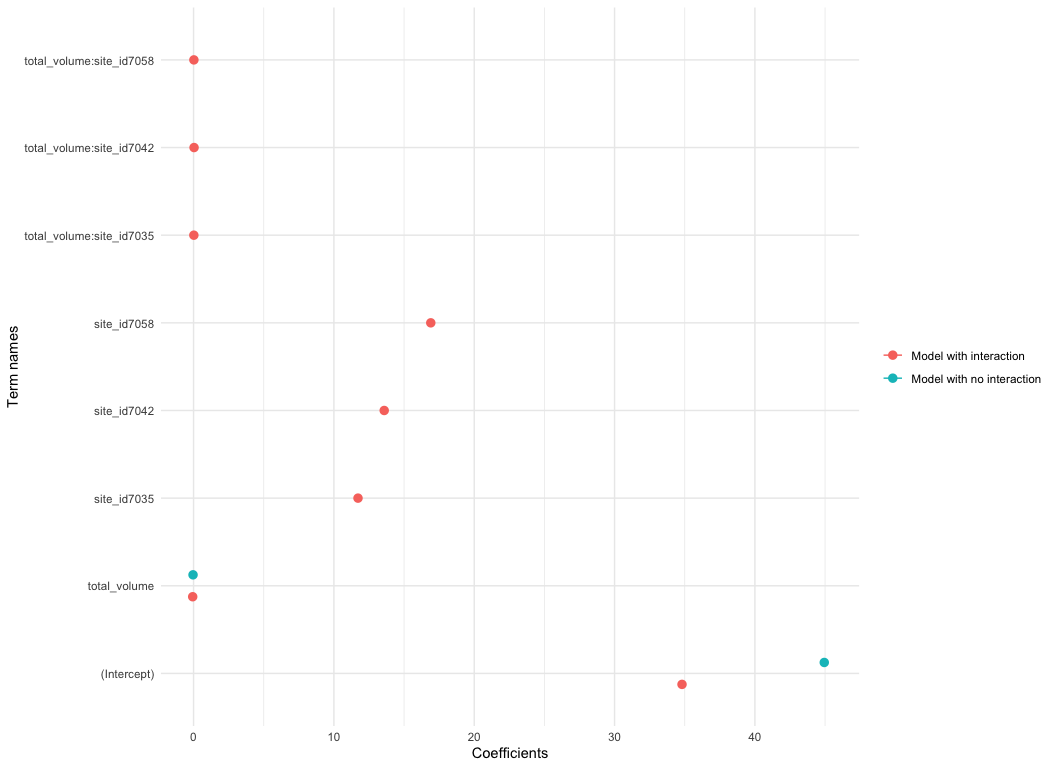 total_volume:site_id7058
total_volume:site_id7042
total_volume:site_id7035
site_id7058
site_id7042
site_id7035
total_volume
(Intercept)
Term names
0 10 20 30 40
Coefficients
Model with interaction
Model with no interaction